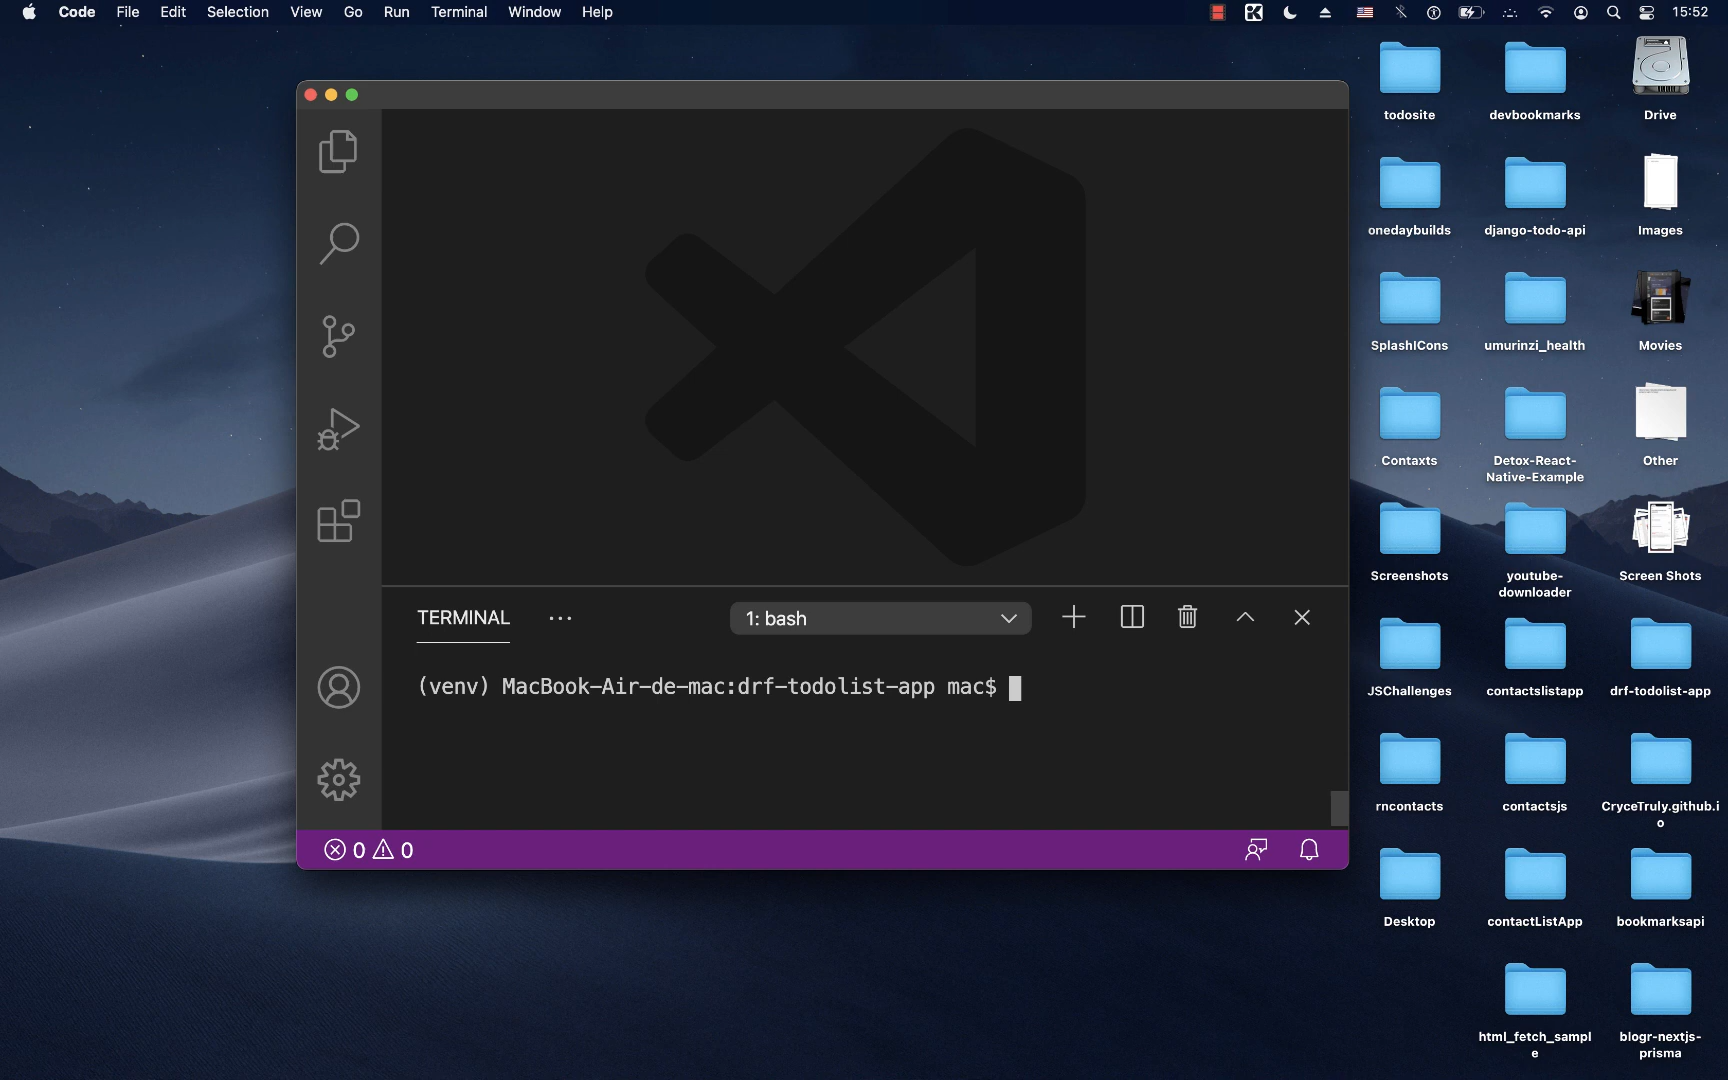 Code File Edit Selection View Go Run Terminal Window Help 15:52
todosite devbookmarks Drive
onedaybuilds django-todo-api Images
SplashICons umurinzi_health Movies
Contaxts Detox-React-Native-Example Other
Screenshots youtube-downloader Screen Shots
JSChallenges contactslistapp drf-todolist-app
rncontacts contactsjs CryceTruly.github.io
Desktop contactListApp bookmarksapi
html_fetch_sample blogr-nextjs-prisma
TERMINAL ... 1: bash
(venv) MacBook-Air-de-mac:drf-todolist-app mac$
0 0